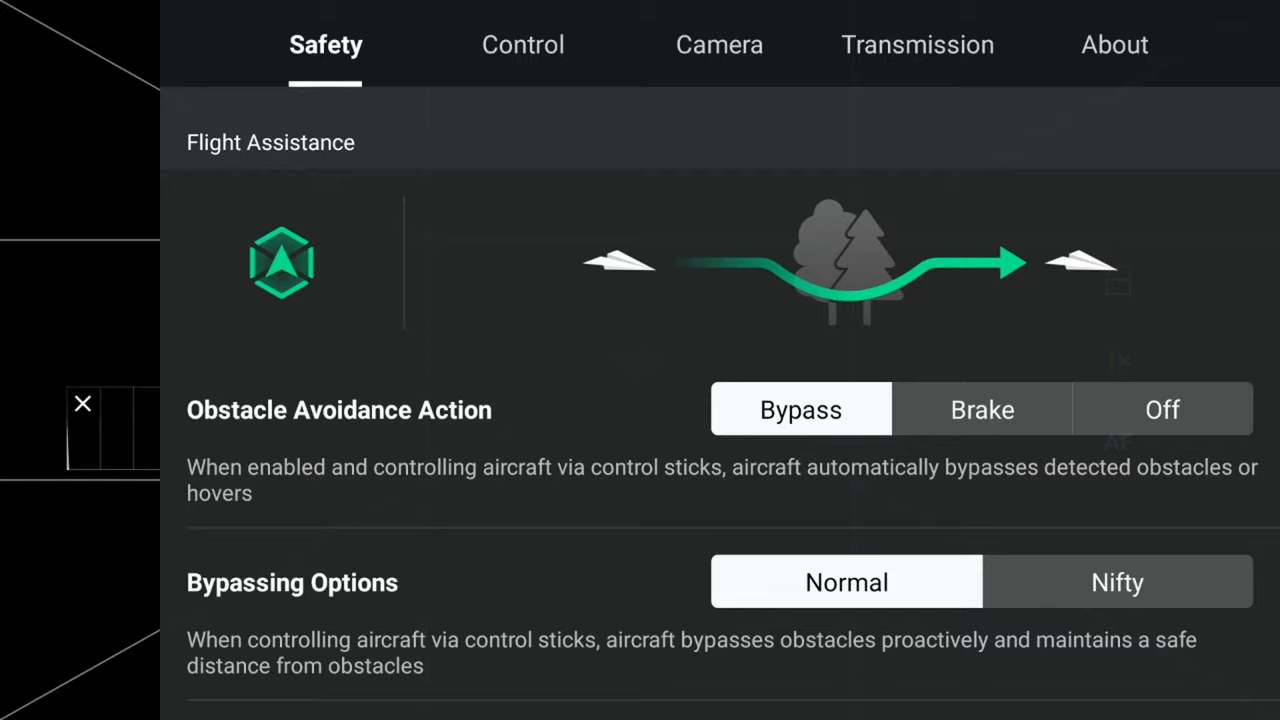 Safety Control Camera Transmission About
Flight Assistance
Obstacle Avoidance Action Bypass Brake Off
When enabled and controlling aircraft via control sticks, aircraft automatically bypasses detected obstacles or
hovers
Bypassing Options Normal Nifty
When controlling aircraft via control sticks, aircraft bypasses obstacles proactively and maintains a safe
distance from obstacles
AF